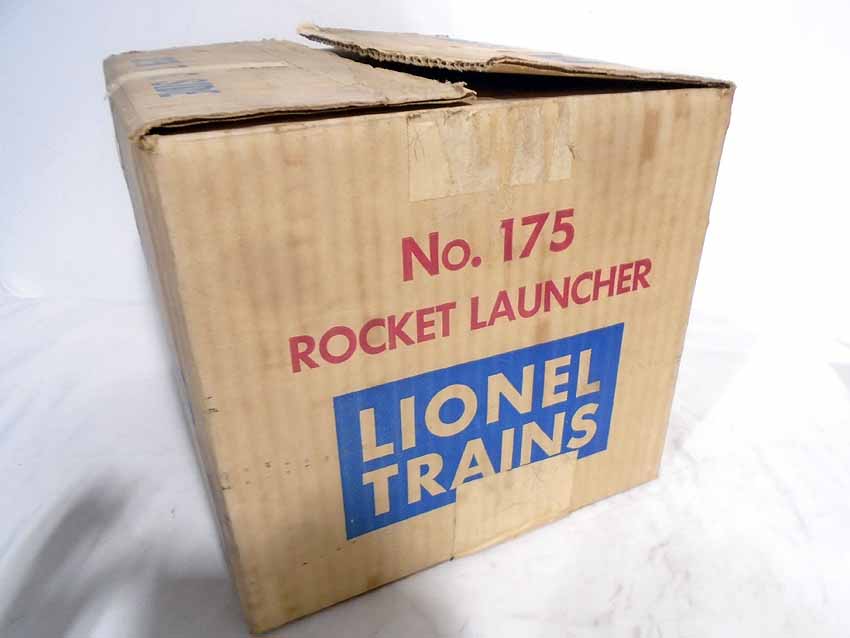 No. 175
ROCKET LAUNCHER
LIONEL
TRAINS